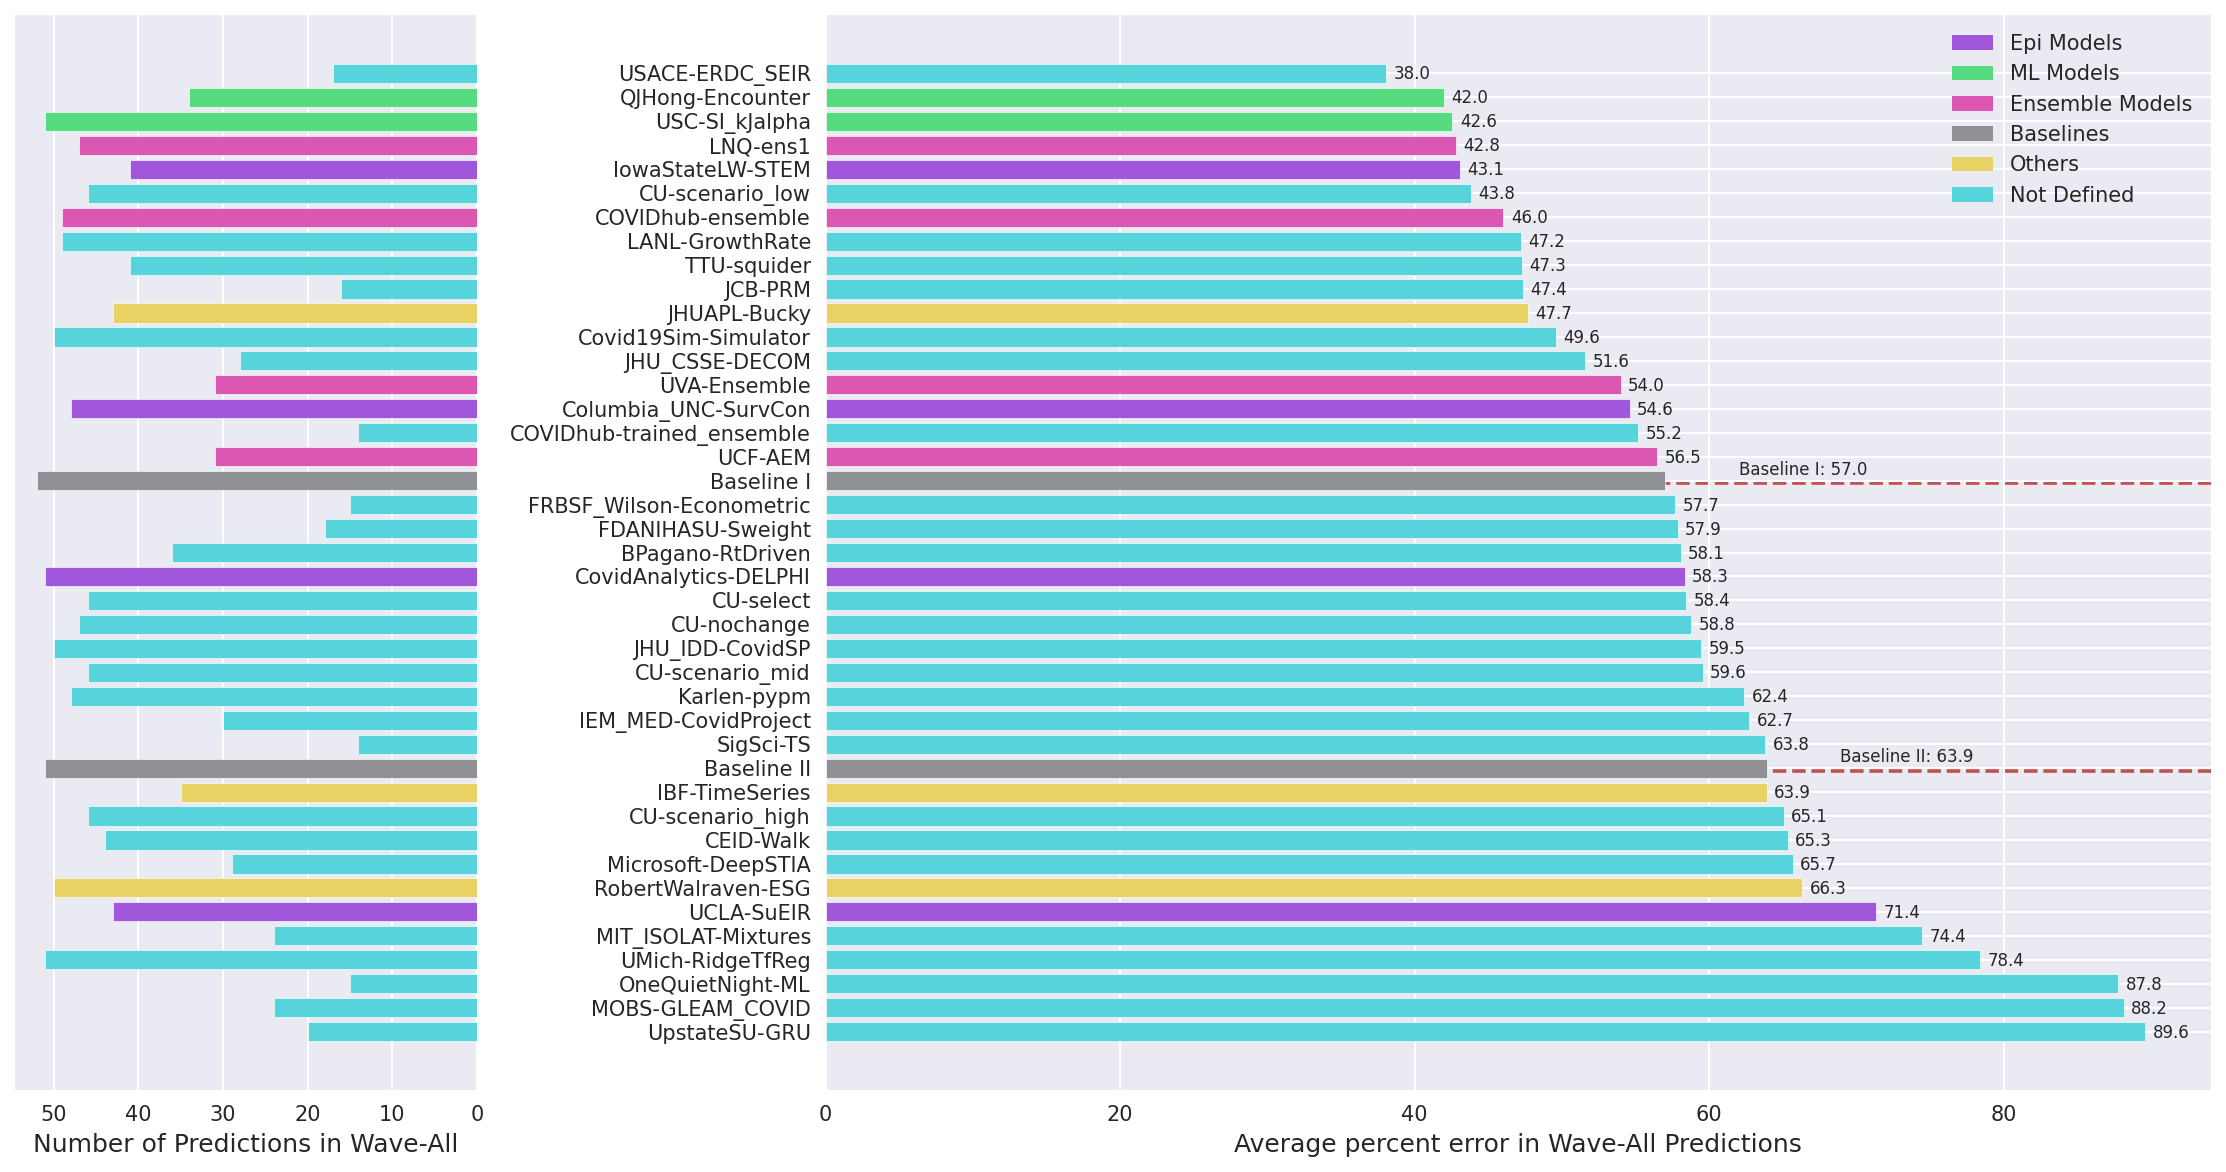 Epi Models
ML Models
Ensemble Models
Baselines
Others
Not Defined
USACE-ERDC_SEIR 38.0
QJHong-Encounter 42.0
USC-SI_kJalpha 42.6
LNQ-ens1 42.8
IowaStateLW-STEM 43.1
CU-scenario_low 43.8
COVIDhub-ensemble 46.0
LANL-GrowthRate 47.2
TTU-squider 47.3
JCB-PRM 47.4
JHUAPL-Bucky 47.7
Covid19Sim-Simulator 49.6
JHU_CSSE-DECOM 51.6
UVA-Ensemble 54.0
Columbia_UNC-SurvCon 54.6
COVIDhub-trained_ensemble 55.2
UCF-AEM 56.5
Baseline I Baseline I: 57.0
FRBSF_Wilson-Econometric 57.7
FDANIHASU-Sweight 57.9
BPagano-RtDriven 58.1
CovidAnalytics-DELPHI 58.3
CU-select 58.4
CU-nochange 58.8
JHU_IDD-CovidSP 59.5
CU-scenario_mid 59.6
Karlen-pypm 62.4
IEM_MED-CovidProject 62.7
SigSci-TS 63.8
Baseline II Baseline II: 63.9
IBF-TimeSeries 63.9
CU-scenario_high 65.1
CEID-Walk 65.3
Microsoft-DeepSTIA 65.7
RobertWalraven-ESG 66.3
UCLA-SuEIR 71.4
MIT_ISOLAT-Mixtures 74.4
UMich-RidgeTfReg 78.4
OneQuietNight-ML 87.8
MOBS-GLEAM_COVID 88.2
UpstateSU-GRU 89.6
50 40 30 20 10 0
Number of Predictions in Wave-All
0 20 40 60 80
Average percent error in Wave-All Predictions